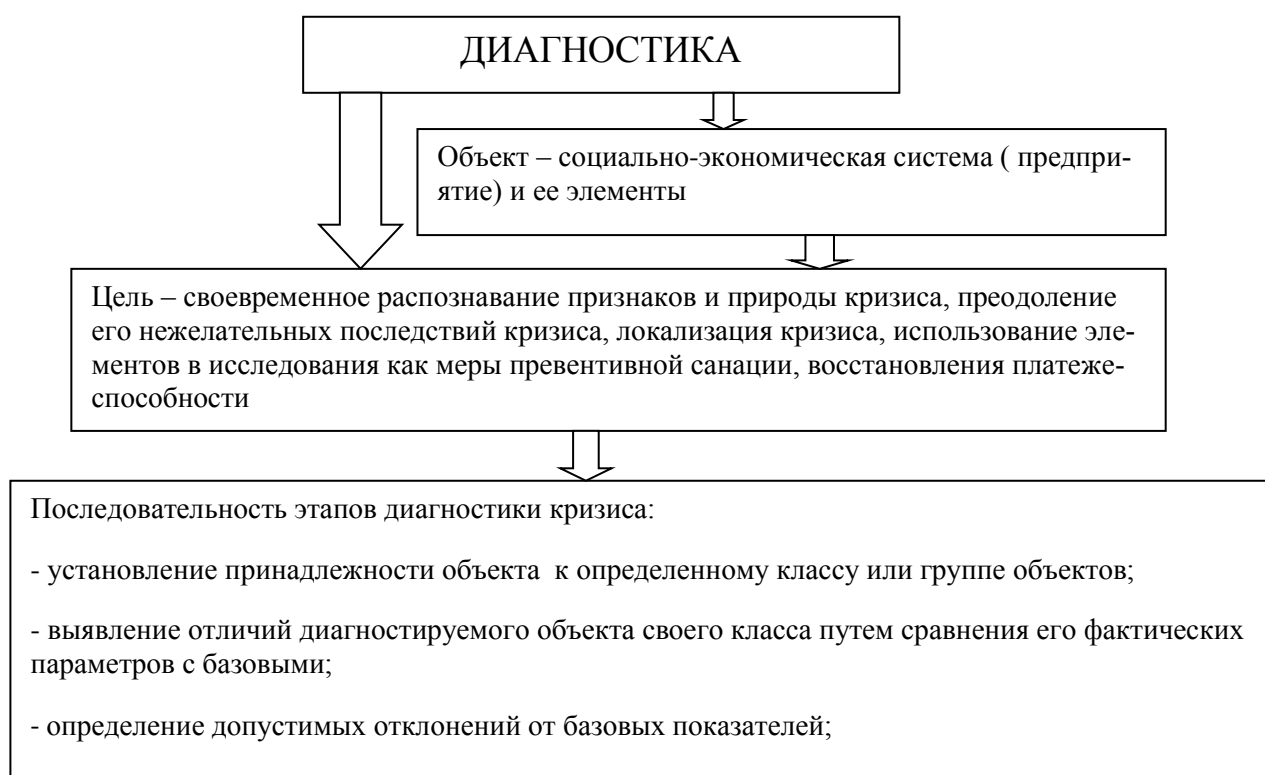 ДИАГНОСТИКА
Объект – социально-экономическая система ( предпри-
ятие) и ее элементы
Цель – своевременное распознавание признаков и природы кризиса, преодоление
его нежелательных последствий кризиса, локализация кризиса, использование эле-
ментов в исследования как меры превентивной санации, восстановления платеже-
способности
Последовательность этапов диагностики кризиса:
- установление принадлежности объекта  к определенному классу или группе объектов;
- выявление отличий диагностируемого объекта своего класса путем сравнения его фактических
параметров с базовыми;
- определение допустимых отклонений от базовых показателей;